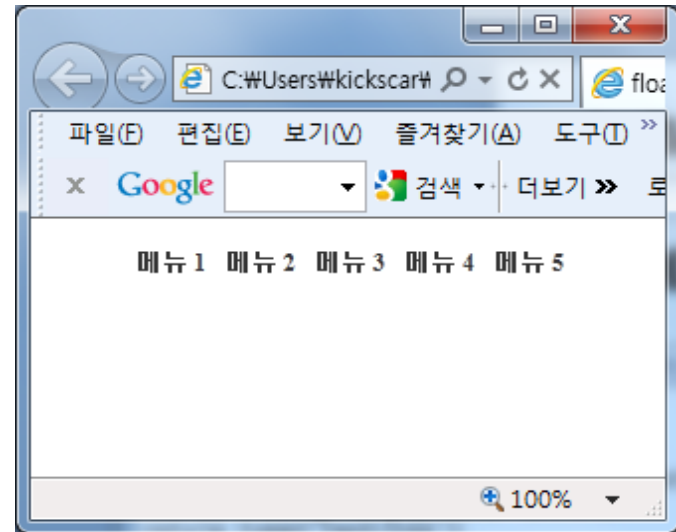 C:₩Users₩kickscar₩ floa
파일(F) 편집(E) 보기(V) 즐겨찾기(A) 도구(T) »
x Google 검색 더보기 »
메뉴 1 메뉴 2 메뉴 3 메뉴 4 메뉴 5
100%